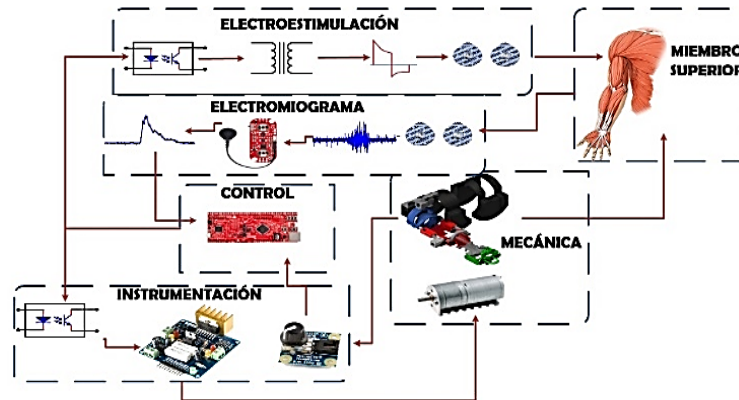 ELECTROESTIMULACIÓN
MIEMBRO
SUPERIOR
ELECTROMIOGRAMA
CONTROL
MECÁNICA
INSTRUMENTACIÓN